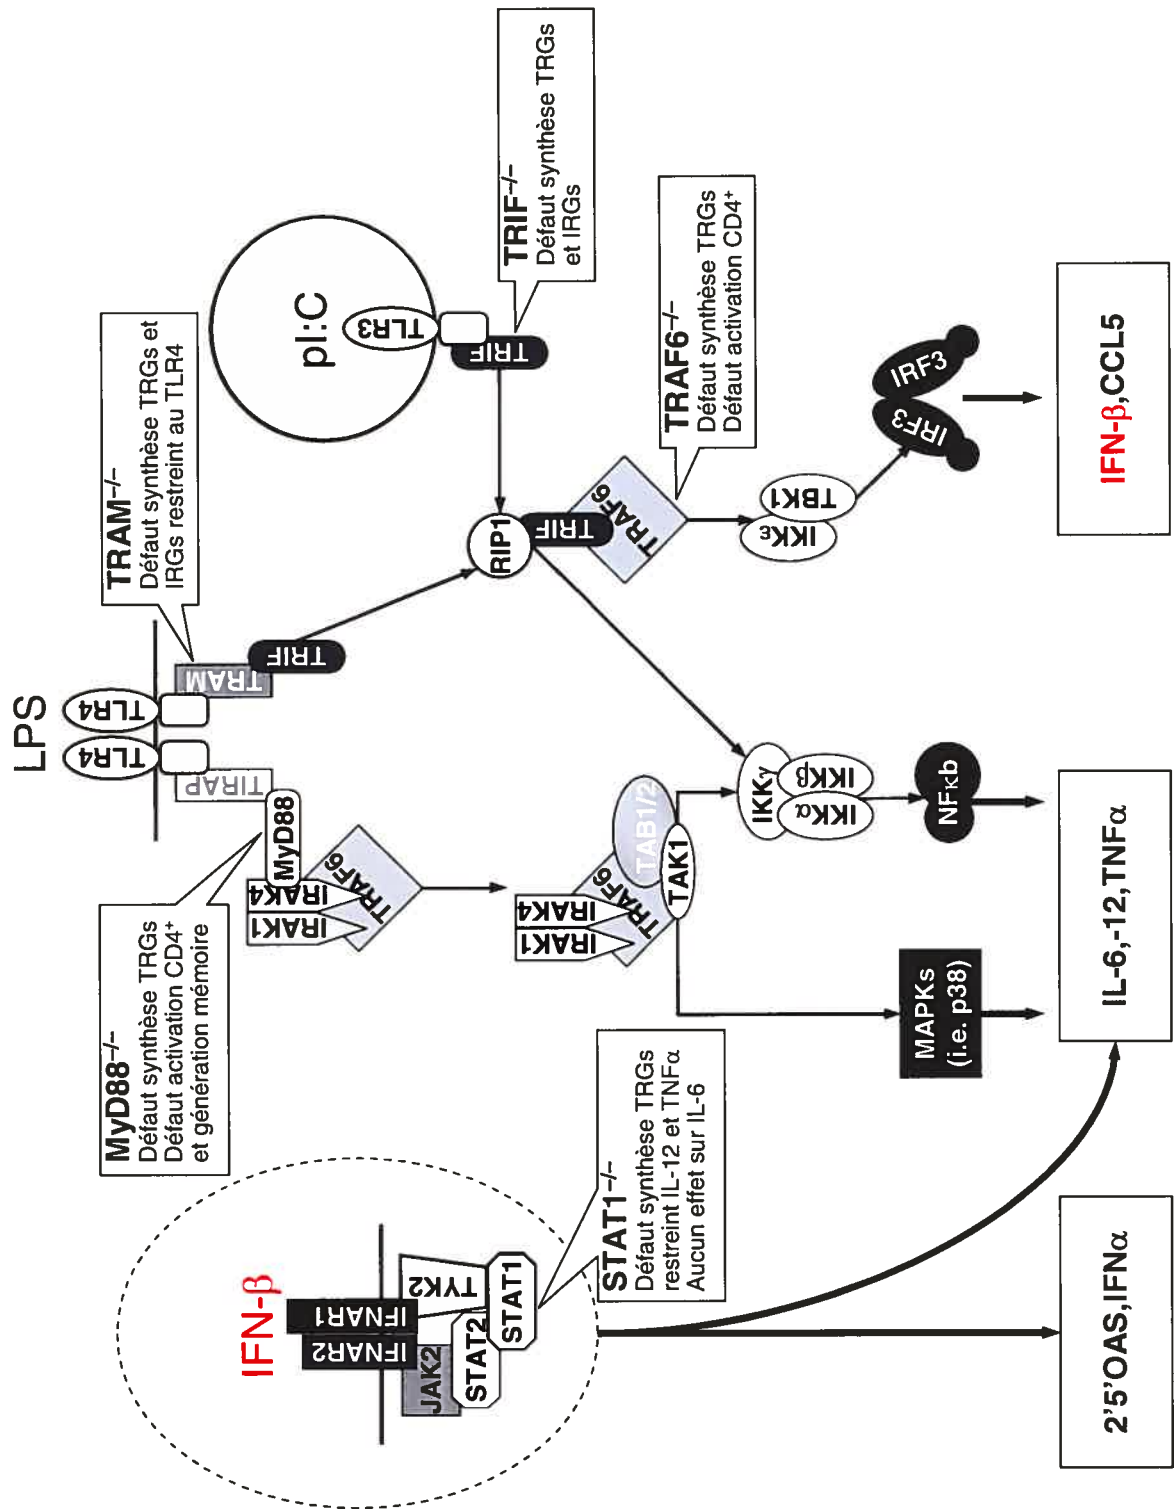 IFN-β
IFNAR2
IFNAR1
JAK2
TYK2
STAT2
STAT1
STAT1⁻/⁻
Défaut synthèse TRGs
restreint IL-12 et TNFα
Aucun effet sur IL-6
2'5'OAS,IFNα
MyD88⁻/⁻
Défaut synthèse TRGs
Défaut activation CD4⁺
et génération mémoire
LPS
TLR4
TLR4
TIRAP
TRAM
MyD88
TRIF
IRAK1
IRAK4
TRAF6
IRAK1
IRAK4
TRAF6
TAB1/2
TAK1
MAPKs
(i.e. p38)
IKKγ
IKKα
IKKβ
NFκb
IL-6,-12,TNFα
TRAM⁻/⁻
Défaut synthèse TRGs et
IRGs restreint au TLR4
pI:C
TLR3
TRIF
TRIF⁻/⁻
Défaut synthèse TRGs
et IRGs
RIP1
TRIF
TRAF6
TRAF6⁻/⁻
Défaut synthèse TRGs
Défaut activation CD4⁺
IKKε
TBK1
IRF3
IRF3
IFN-β,CCL5